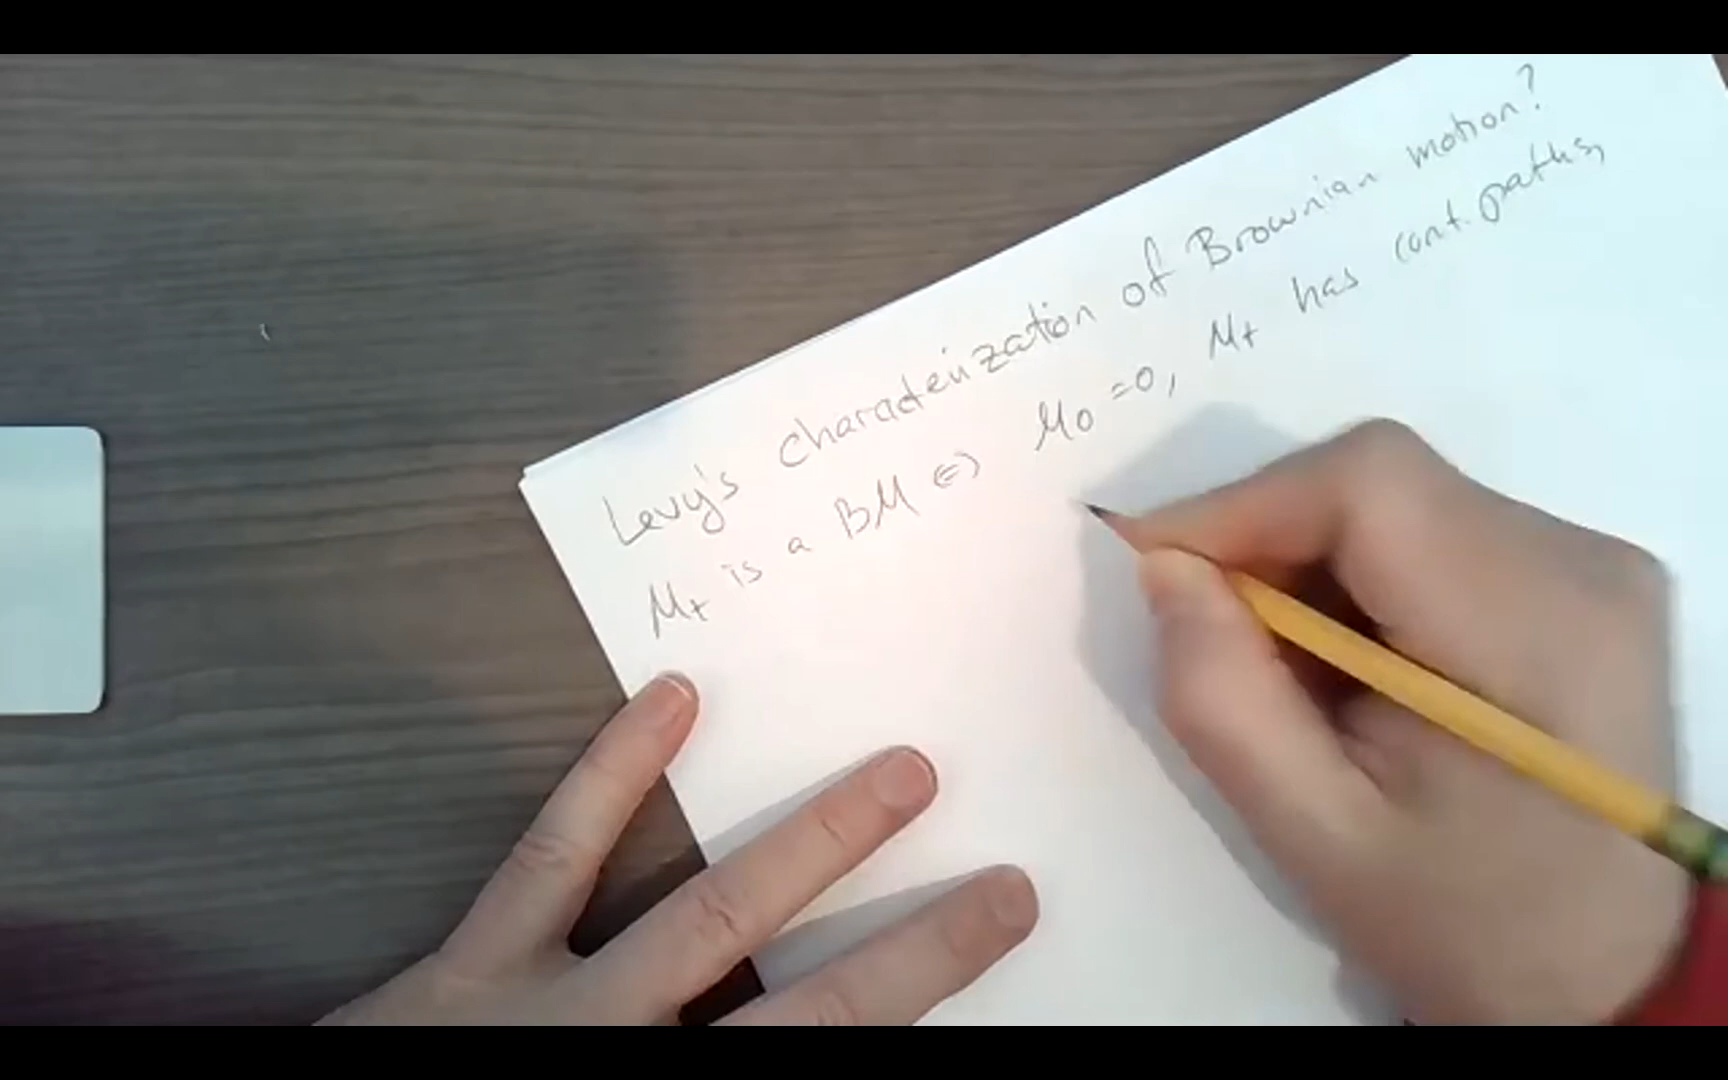 Levy's characterization of Brownian motion?
Mt is a BM ⇔ M0 = 0, Mt has cont. paths,